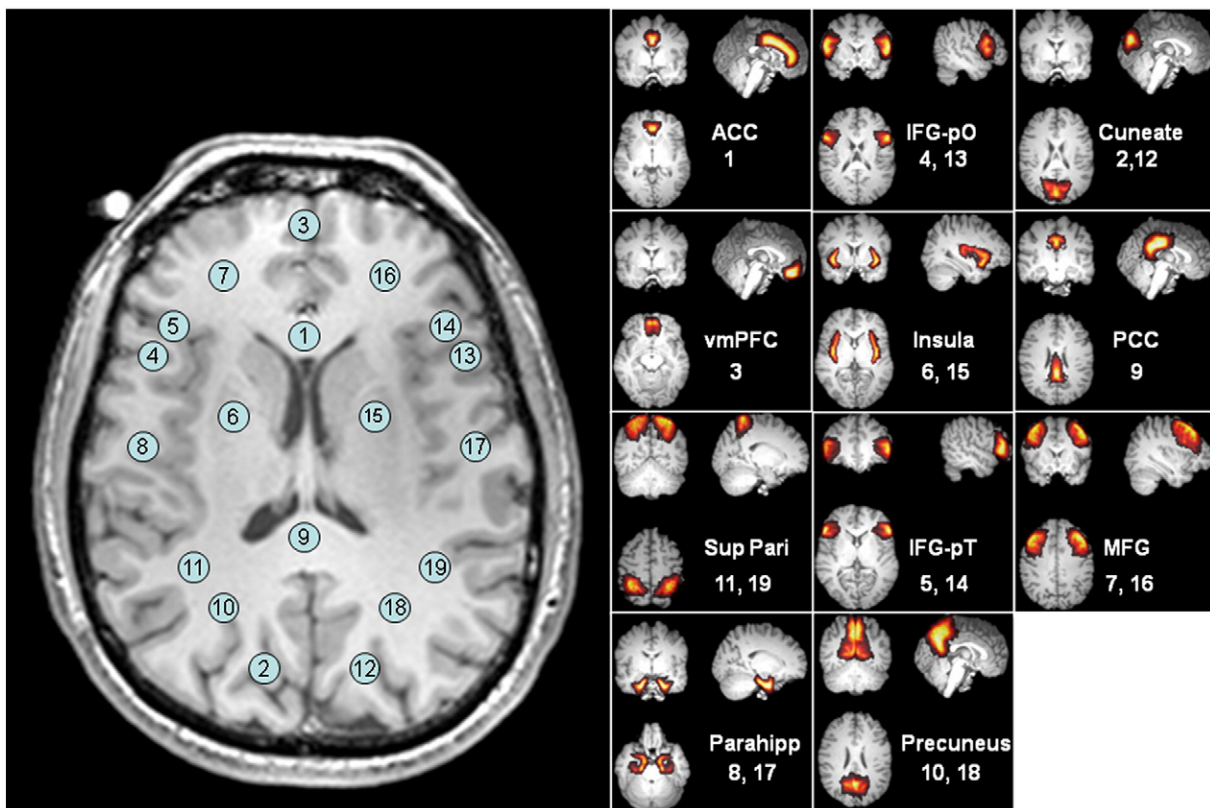 3
7
16
5
14
1
4
13
6
15
8
17
9
11
19
10
18
2
12
ACC
1
IFG-pO
4, 13
Cuneate
2,12
vmPFC
3
Insula
6, 15
PCC
9
Sup Pari
11, 19
IFG-pT
5, 14
MFG
7, 16
Parahipp
8, 17
Precuneus
10, 18